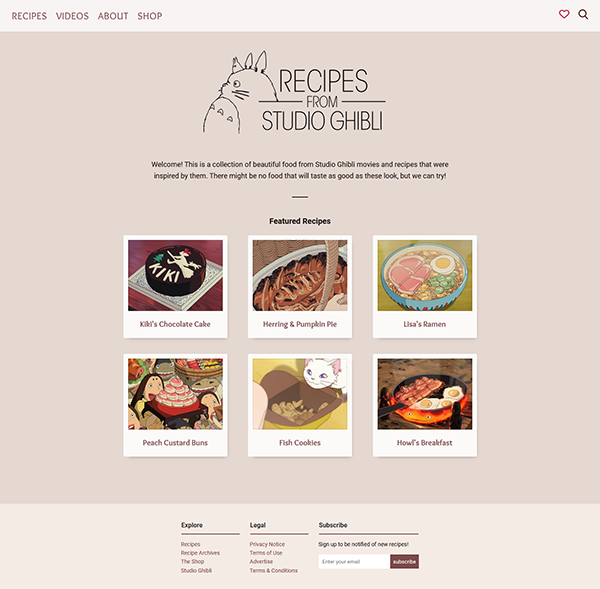 RECIPES VIDEOS ABOUT SHOP
RECIPES
FROM
STUDIO GHIBLI
Welcome! This is a collection of beautiful food from Studio Ghibli movies and recipes that were
inspired by them. There might be no food that will taste as good as these look, but we can try!
Featured Recipes
KIKI
Kiki's Chocolate Cake
Herring & Pumpkin Pie
Lisa's Ramen
Peach Custard Buns
Fish Cookies
Howl's Breakfast
Explore
Recipes
Recipe Archives
The Shop
Studio Ghibli
Legal
Privacy Notice
Terms of Use
Advertise
Terms & Conditions
Subscribe
Sign up to be notified of new recipes!
Enter your email
subscribe